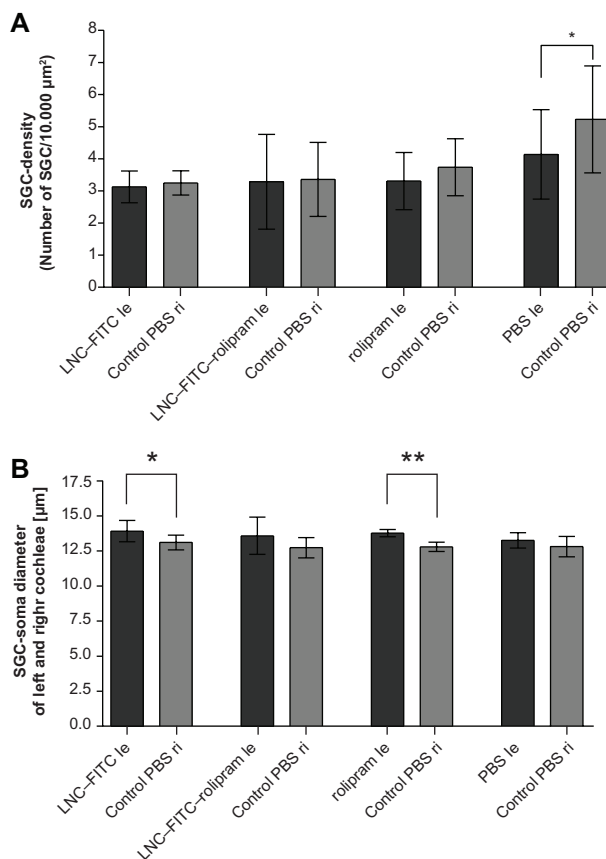 A
SGC-density
(Number of SGC/10.000 µm²)
8
7
6
5
4
3
2
1
0
*
LNC–FITC le
Control PBS ri
LNC–FITC–rolipram le
Control PBS ri
rolipram le
Control PBS ri
PBS le
Control PBS ri
B
SGC-soma diameter
of left and righr cochleae [µm]
17.5
15.0
12.5
10.0
7.5
5.0
2.5
0.0
*
**
LNC–FITC le
Control PBS ri
LNC–FITC–rolipram le
Control PBS ri
rolipram le
Control PBS ri
PBS le
Control PBS ri